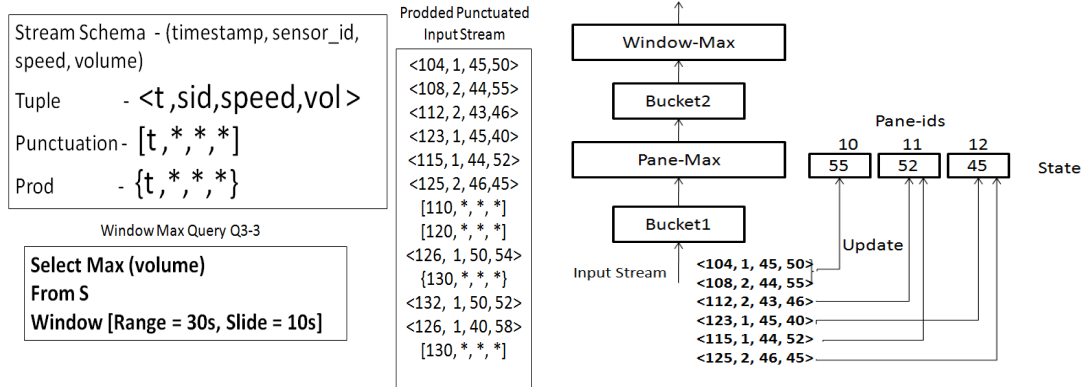 Stream Schema - (timestamp, sensor_id,
speed, volume)
Tuple - <t ,sid,speed,vol>
Punctuation - [t ,*,*,*]
Prod - {t ,*,*,*}
Window Max Query Q3-3
Select Max (volume)
From S
Window [Range = 30s, Slide = 10s]
Prodded Punctuated
Input Stream
<104, 1, 45,50>
<108, 2, 44,55>
<112, 2, 43,46>
<123, 1, 45,40>
<115, 1, 44,52>
<125, 2, 46,45>
[110, *, *, *]
[120, *, *, *]
<126, 1, 50,54>
{130, *, *, *}
<132, 1, 50,52>
<126, 1, 40,58>
[130, *, *, *]
Window-Max
Bucket2
Pane-Max
Bucket1
Input Stream
Pane-ids
10 11 12
55 52 45
State
Update
<104, 1, 45, 50>
<108, 2, 44, 55>
<112, 2, 43, 46>
<123, 1, 45, 40>
<115, 1, 44, 52>
<125, 2, 46, 45>